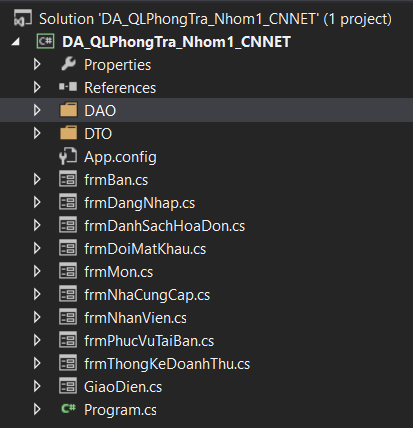 Solution 'DA_QLPhongTra_Nhom1_CNNET' (1 project)
C# DA_QLPhongTra_Nhom1_CNNET
Properties
References
DAO
DTO
App.config
frmBan.cs
frmDangNhap.cs
frmDanhSachHoaDon.cs
frmDoiMatKhau.cs
frmMon.cs
frmNhaCungCap.cs
frmNhanVien.cs
frmPhucVuTaiBan.cs
frmThongKeDoanhThu.cs
GiaoDien.cs
C# Program.cs